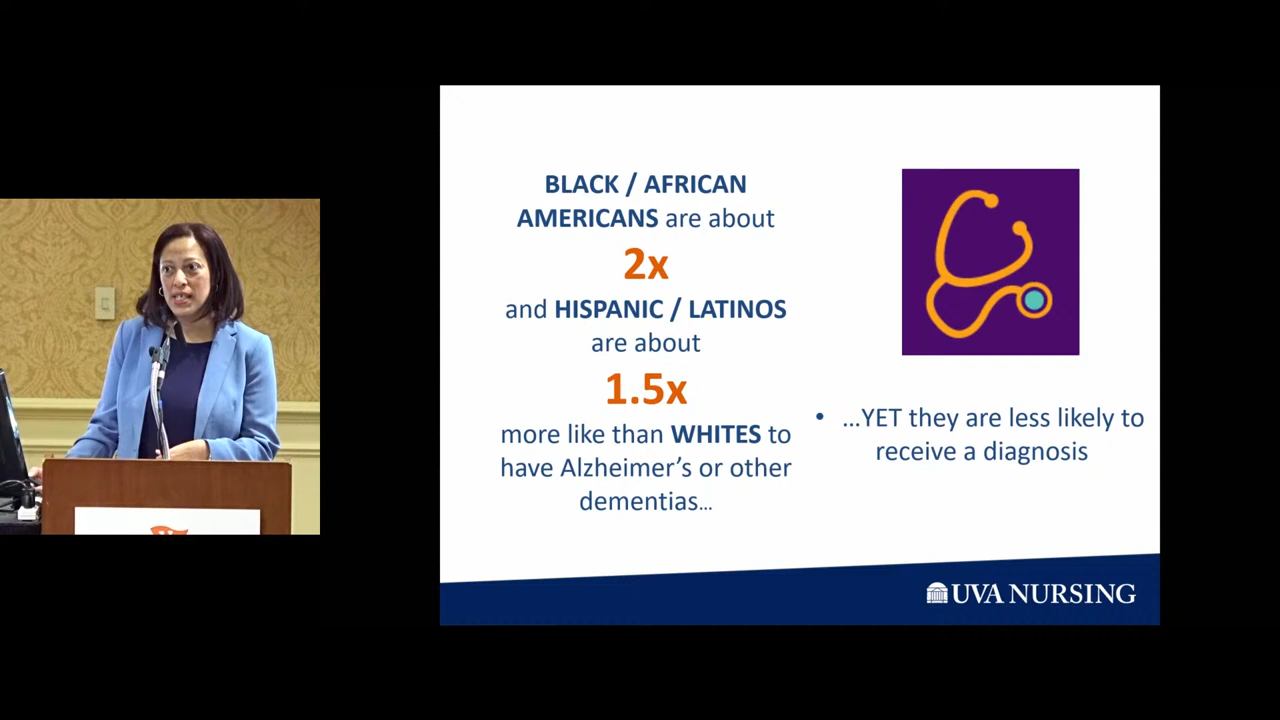 BLACK / AFRICAN
AMERICANS are about
2x
and HISPANIC / LATINOS
are about
1.5x
more like than WHITES to
have Alzheimer's or other
dementias…
• …YET they are less likely to
receive a diagnosis
UVA NURSING